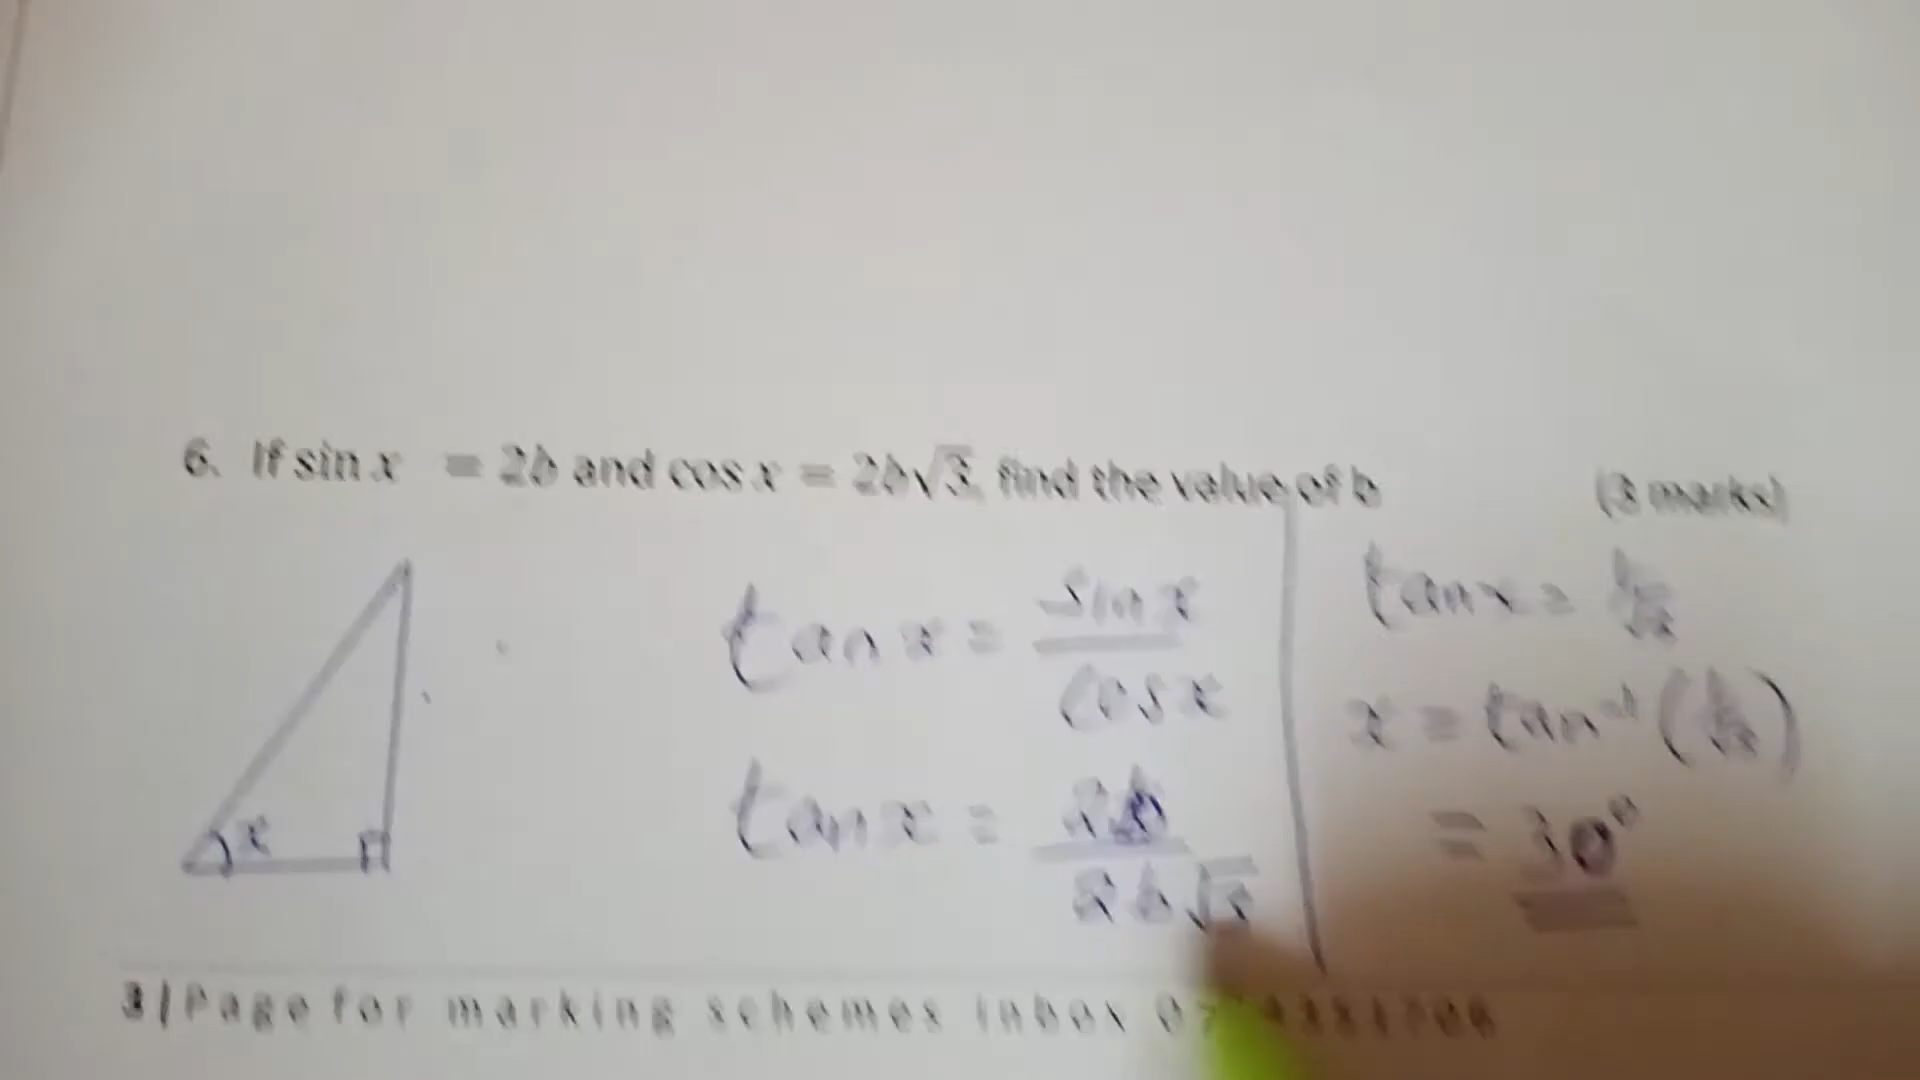 6. If sin x = 2b and cos x = 2b√3, find the value of b (3 marks)
x
tan x = sin x / cos x
tan x = 2b / 2b√3
tan x = 1/√3
x = tan⁻¹ (1/√3)
= 30°
3 | Page for marking schemes inbox